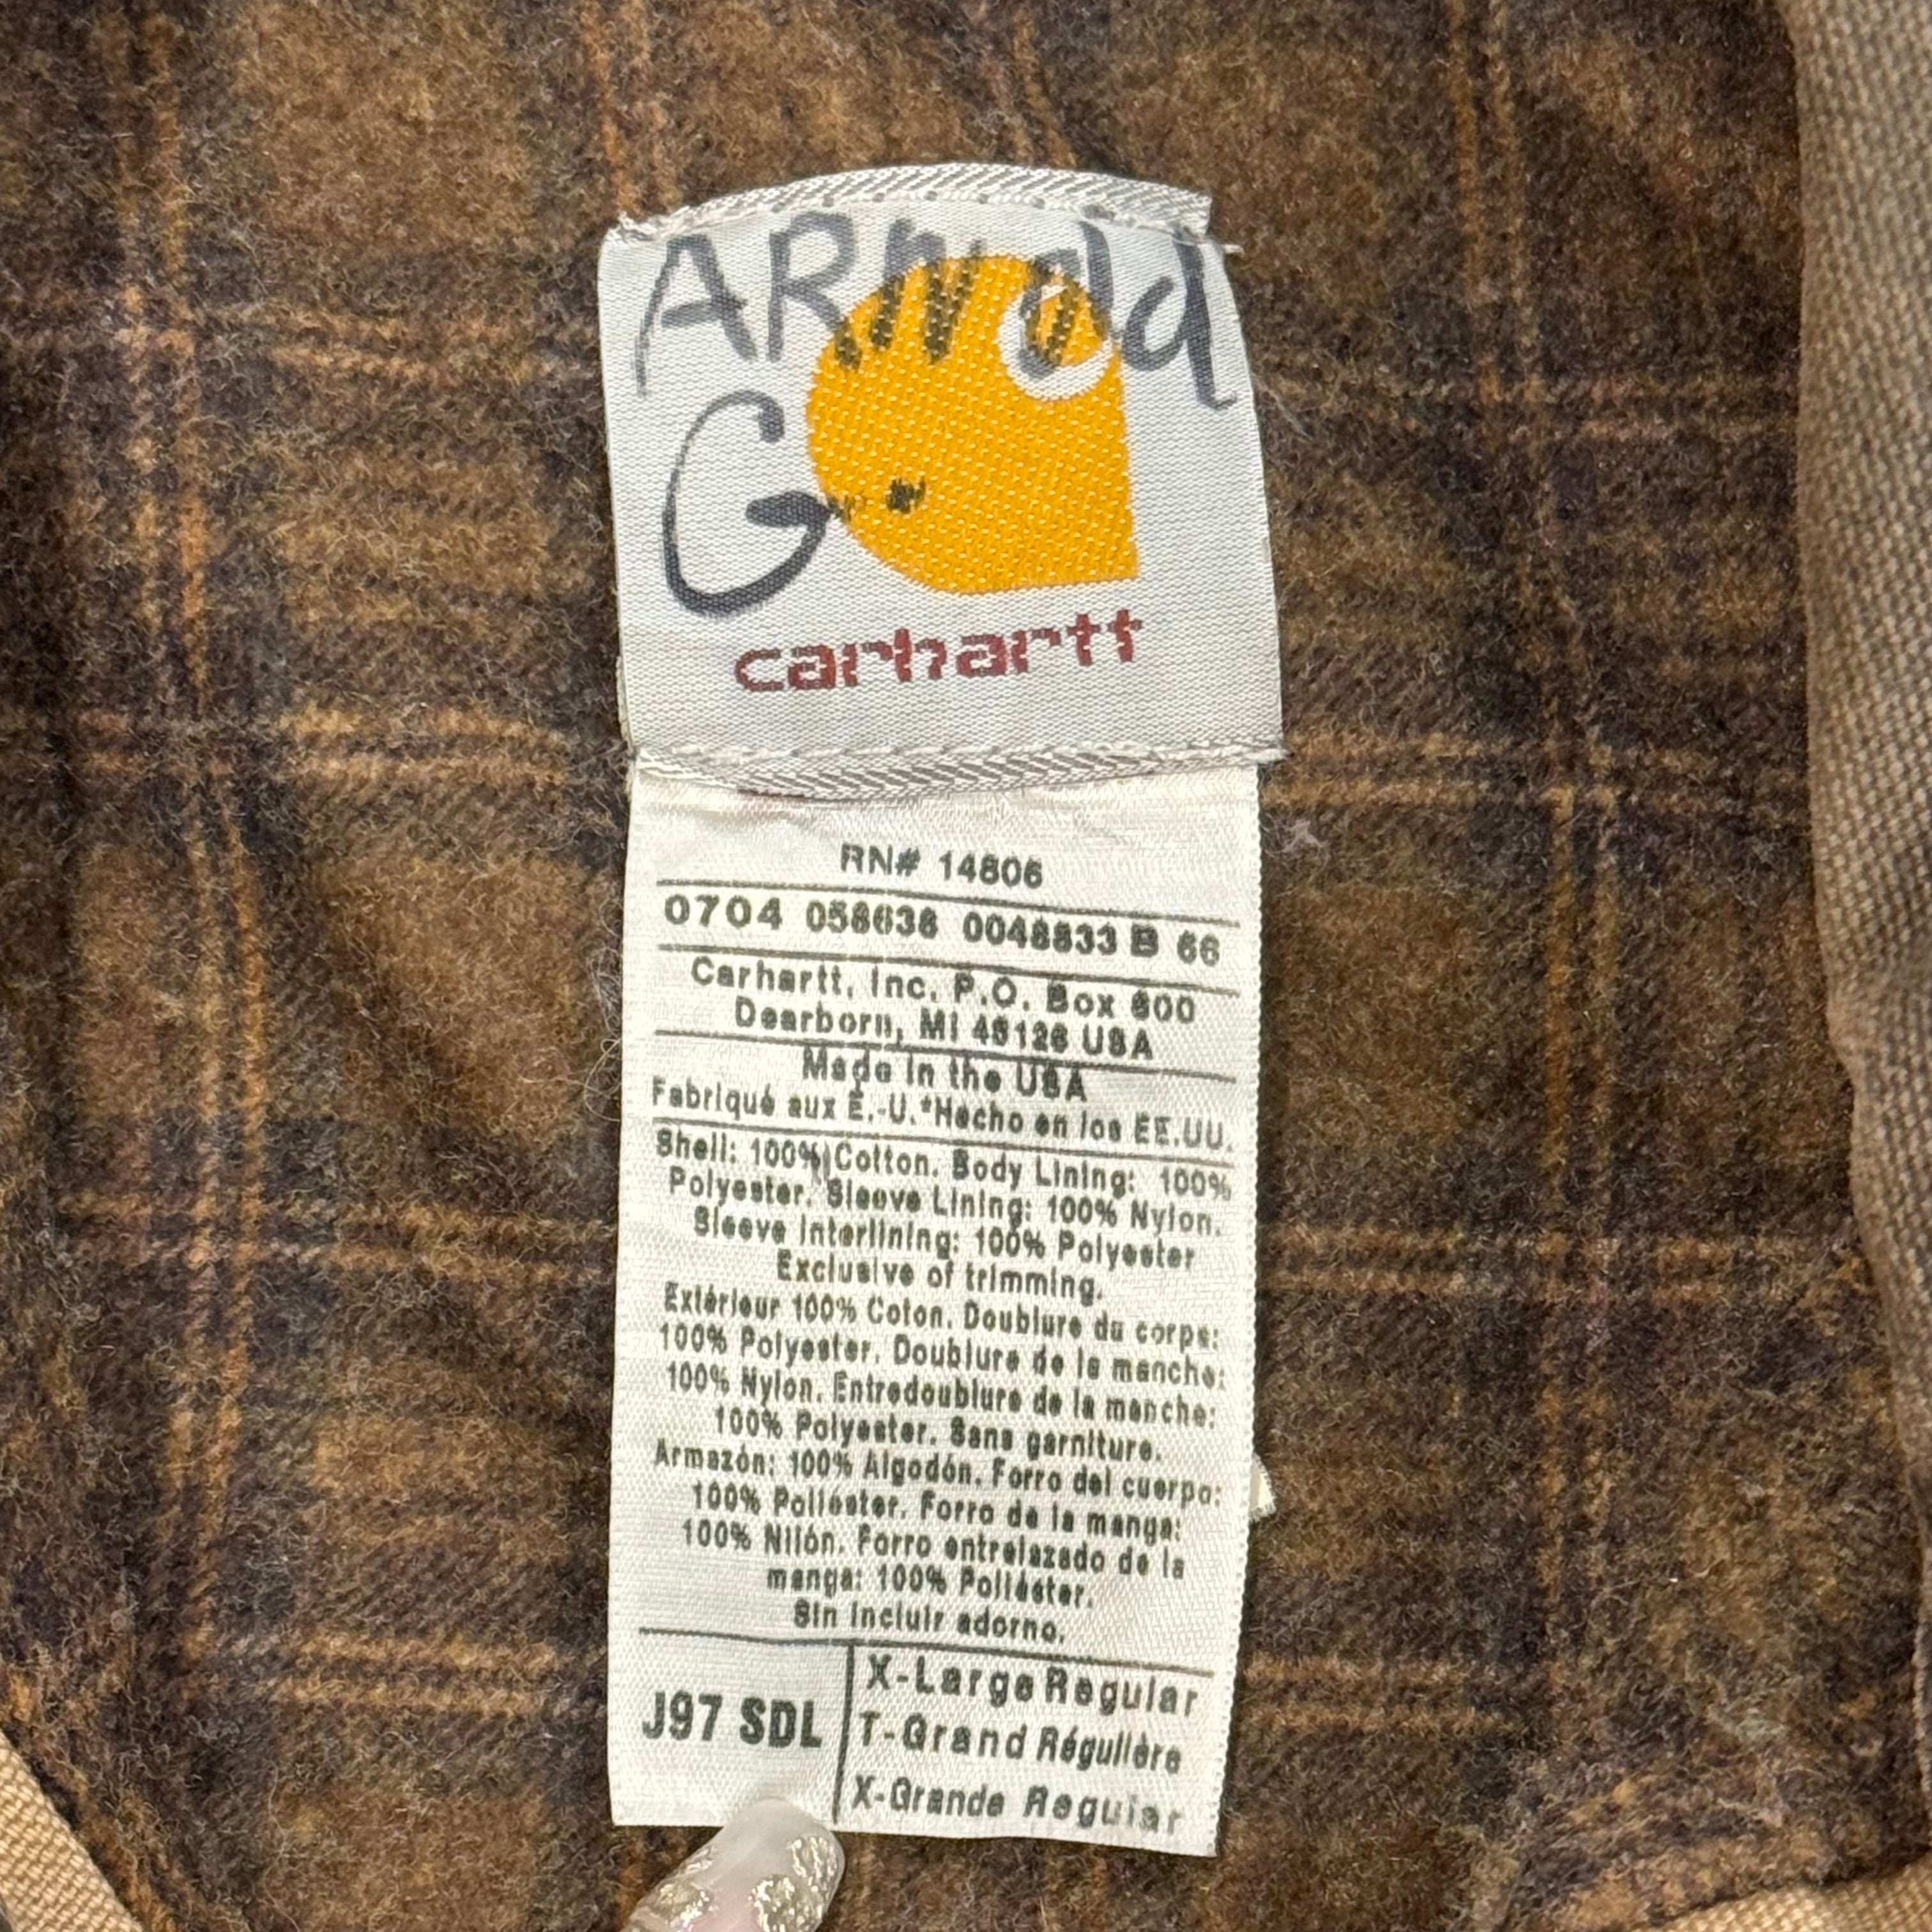 ARNOld
G.
carhartt
RN# 14806
0704 058638 0048833 B 66
Carhartt, Inc. P.O. Box 600
Dearborn, MI 48126 USA
Made in the USA
Fabriqué aux É.-U.*Hecho en los EE.UU.
Shell: 100% Cotton. Body Lining: 100%
Polyester. Sleeve Lining: 100% Nylon.
Sleeve Interlining: 100% Polyester
Exclusive of trimming.
Extérieur 100% Coton. Doublure du corps:
100% Polyester. Doublure de la manche:
100% Nylon. Entredoublure de la manche:
100% Polyester. Sans garniture.
Armazón: 100% Algodón. Forro del cuerpo:
100% Poliéster. Forro de la manga:
100% Nilón. Forro entrelazado de la
manga: 100% Poliéster.
Sin incluir adorno.
J97 SDL
X-Large Regular
T-Grand Régulière
X-Grande Regular